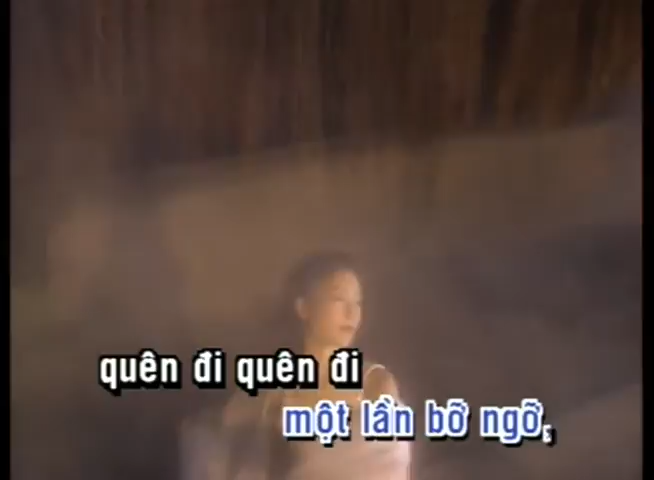 quên đi quên đi
một lần bỡ ngỡ,